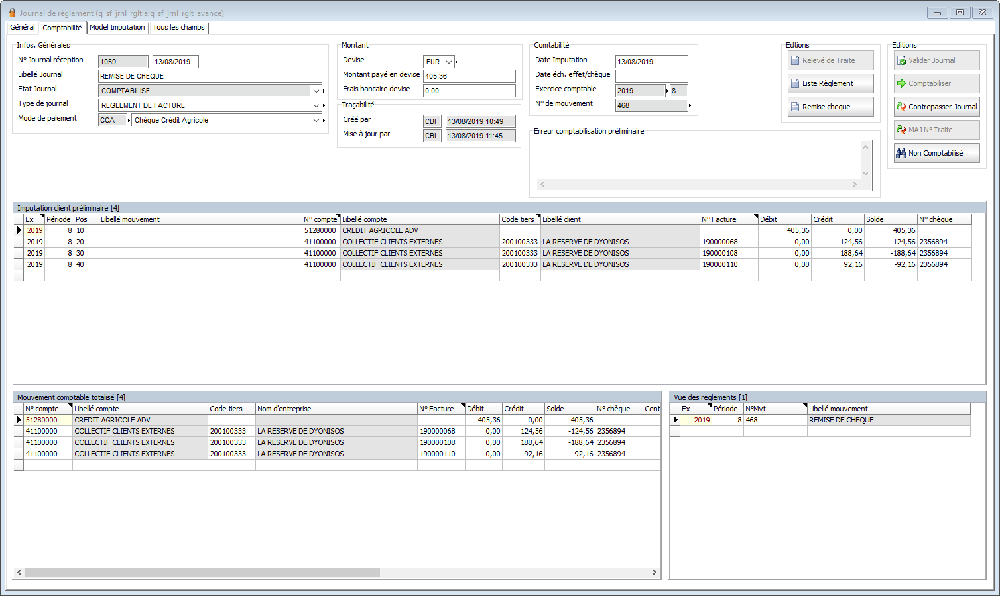 Journal de règlement (q_sf_jrnl_rglt:a:q_sf_jrnl_rglt_avance)
Général Comptabilité Model Imputation Tous les champs
Infos. Générales
N° Journal réception 1059 13/08/2019
Libellé Journal REMISE DE CHEQUE
Etat Journal COMPTABILISE
Type de journal REGLEMENT DE FACTURE
Mode de paiement CCA Chèque Crédit Agricole
Montant
Devise EUR
Montant payé en devise 405,36
Frais bancaire devise 0,00
Traçabilité
Créé par CBI 13/08/2019 10:49
Mise à jour par CBI 13/08/2019 11:45
Comtabilité
Date Imputation 13/08/2019
Date éch. effet/chèque
Exercice comptable 2019 8
N° de mouvement 468
Erreur comptabilisation préliminaire
Edtions
Relevé de Traite
Liste Règlement
Remise cheque
Editions
Valider Journal
Comptabiliser
Contrepasser Journal
MAJ N° Traite
Non Comptabilisé
Imputation client préliminaire [4]
Ex Période Pos Libellé mouvement N° compte Libellé compte Code tiers Libellé client N° Facture Débit Crédit Solde N° chèque
2019 8 10 51280000 CREDIT AGRICOLE ADV 405,36 0,00 405,36
2019 8 20 41100000 COLLECTIF CLIENTS EXTERNES 200100333 LA RESERVE DE DYONISOS 190000068 0,00 124,56 -124,56 2356894
2019 8 30 41100000 COLLECTIF CLIENTS EXTERNES 200100333 LA RESERVE DE DYONISOS 190000108 0,00 188,64 -188,64 2356894
2019 8 40 41100000 COLLECTIF CLIENTS EXTERNES 200100333 LA RESERVE DE DYONISOS 190000110 0,00 92,16 -92,16 2356894
Mouvement comptable totalisé [4]
N° compte Libellé compte Code tiers Nom d'entreprise N° Facture Débit Crédit Solde N° chèque Cent
51280000 CREDIT AGRICOLE ADV 405,36 0,00 405,36
41100000 COLLECTIF CLIENTS EXTERNES 200100333 LA RESERVE DE DYONISOS 190000068 0,00 124,56 -124,56 2356894
41100000 COLLECTIF CLIENTS EXTERNES 200100333 LA RESERVE DE DYONISOS 190000108 0,00 188,64 -188,64 2356894
41100000 COLLECTIF CLIENTS EXTERNES 200100333 LA RESERVE DE DYONISOS 190000110 0,00 92,16 -92,16 2356894
Vue des reglements [1]
Ex Période N°Mvt Libellé mouvement
2019 8 468 REMISE DE CHEQUE